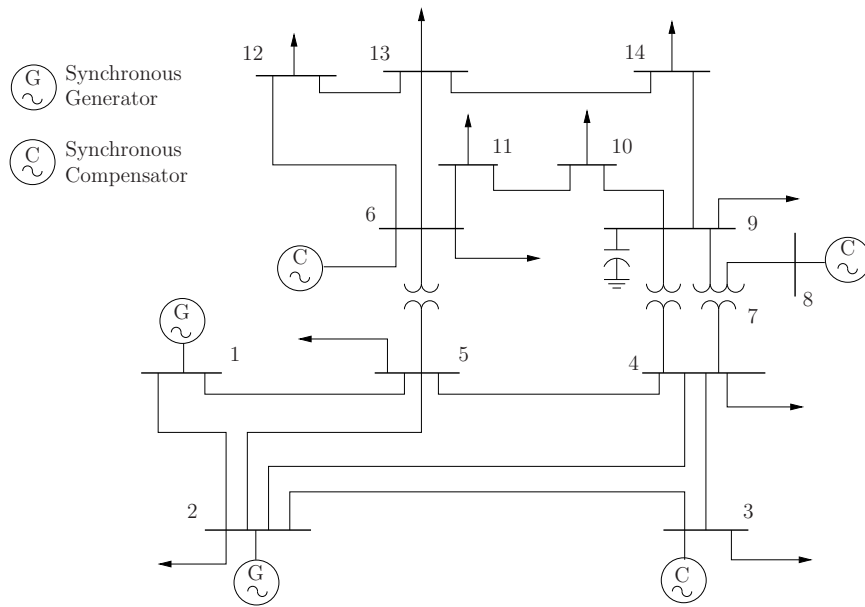 12
13
14
G
Synchronous
Generator
C
Synchronous
Compensator
11
10
6
9
C
C
8
7
G
1
5
4
2
3
G
C